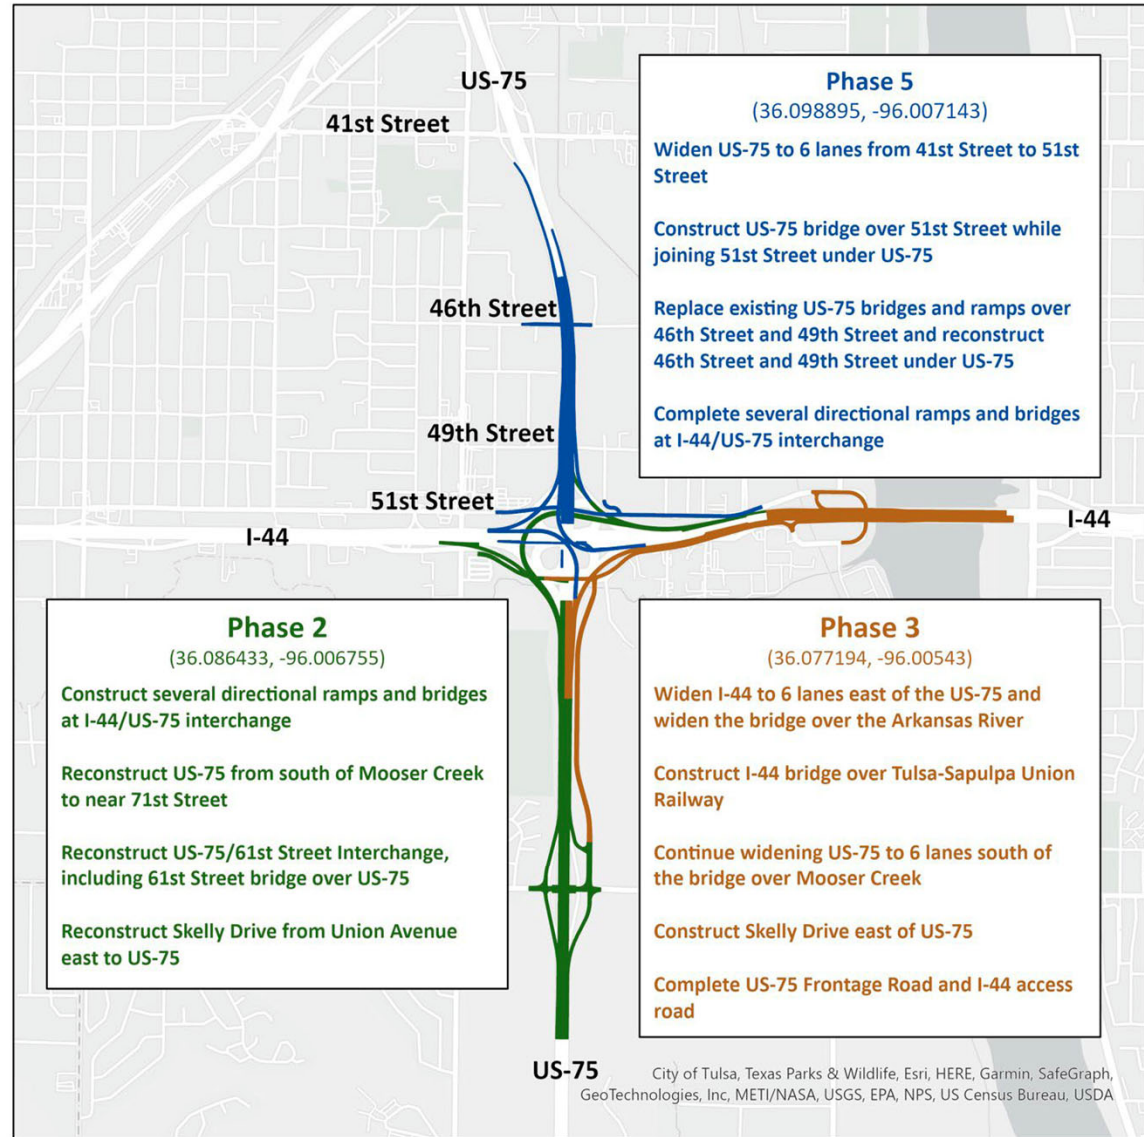 US-75
41st Street
46th Street
49th Street
51st Street
I-44
I-44
Phase 5
(36.098895, -96.007143)
Widen US-75 to 6 lanes from 41st Street to 51st
Street
Construct US-75 bridge over 51st Street while
joining 51st Street under US-75
Replace existing US-75 bridges and ramps over
46th Street and 49th Street and reconstruct
46th Street and 49th Street under US-75
Complete several directional ramps and bridges
at I-44/US-75 interchange
Phase 2
(36.086433, -96.006755)
Construct several directional ramps and bridges
at I-44/US-75 interchange
Reconstruct US-75 from south of Mooser Creek
to near 71st Street
Reconstruct US-75/61st Street Interchange,
including 61st Street bridge over US-75
Reconstruct Skelly Drive from Union Avenue
east to US-75
Phase 3
(36.077194, -96.00543)
Widen I-44 to 6 lanes east of the US-75 and
widen the bridge over the Arkansas River
Construct I-44 bridge over Tulsa-Sapulpa Union
Railway
Continue widening US-75 to 6 lanes south of
the bridge over Mooser Creek
Construct Skelly Drive east of US-75
Complete US-75 Frontage Road and I-44 access
road
US-75
City of Tulsa, Texas Parks & Wildlife, Esri, HERE, Garmin, SafeGraph,
GeoTechnologies, Inc, METI/NASA, USGS, EPA, NPS, US Census Bureau, USDA